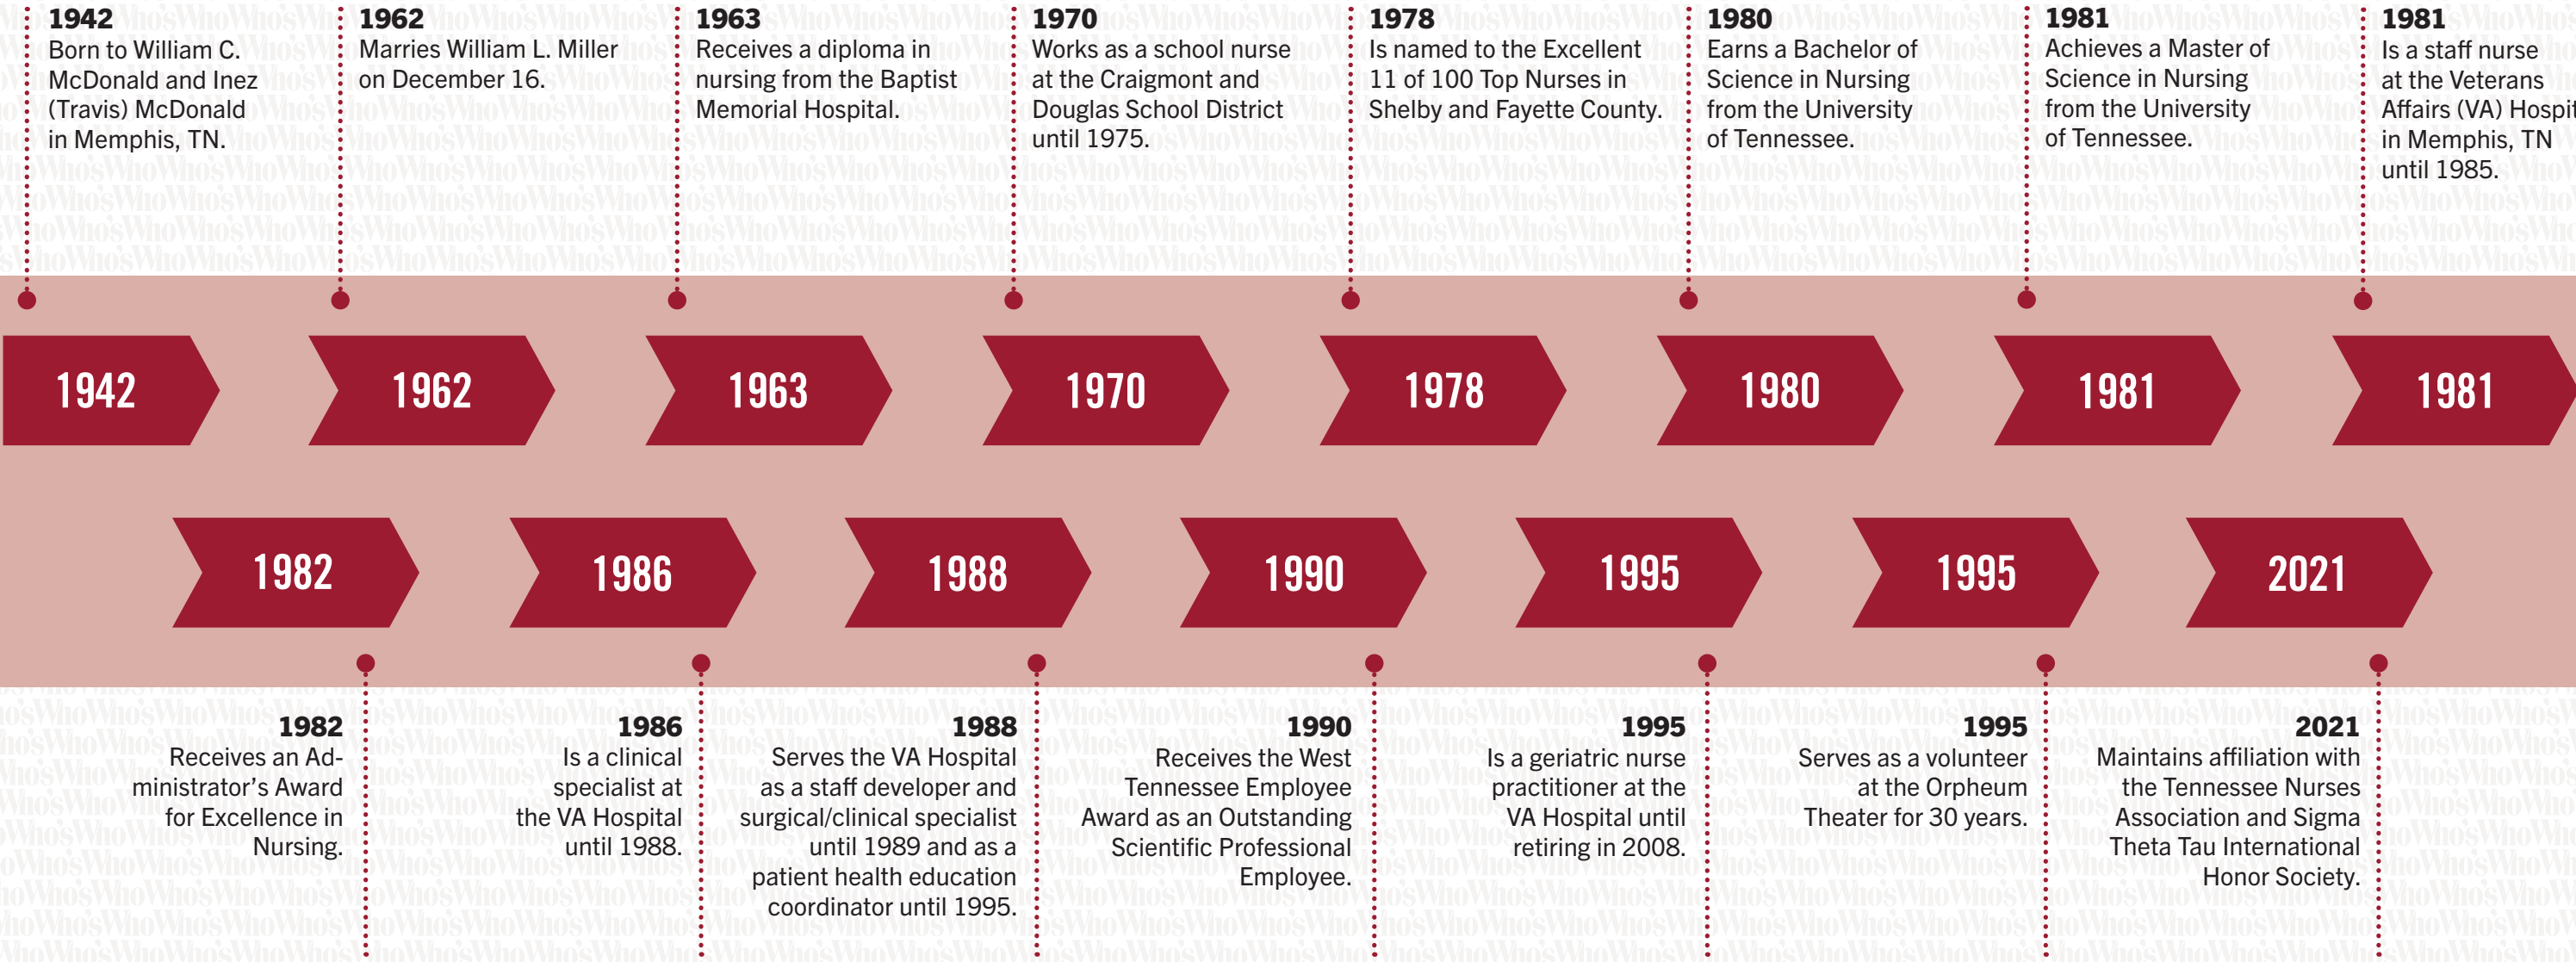 1942
Born to William C.
McDonald and Inez
(Travis) McDonald
in Memphis, TN.
1962
Marries William L. Miller
on December 16.
1963
Receives a diploma in
nursing from the Baptist
Memorial Hospital.
1970
Works as a school nurse
at the Craigmont and
Douglas School District
until 1975.
1978
Is named to the Excellent
11 of 100 Top Nurses in
Shelby and Fayette County.
1980
Earns a Bachelor of
Science in Nursing
from the University
of Tennessee.
1981
Achieves a Master of
Science in Nursing
from the University
of Tennessee.
1981
Is a staff nurse
at the Veterans
Affairs (VA) Hospit
in Memphis, TN
until 1985.
1942
1962
1963
1970
1978
1980
1981
1981
1982
1986
1988
1990
1995
1995
2021
1982
Receives an Ad-
ministrator's Award
for Excellence in
Nursing.
1986
Is a clinical
specialist at
the VA Hospital
until 1988.
1988
Serves the VA Hospital
as a staff developer and
surgical/clinical specialist
until 1989 and as a
patient health education
coordinator until 1995.
1990
Receives the West
Tennessee Employee
Award as an Outstanding
Scientific Professional
Employee.
1995
Is a geriatric nurse
practitioner at the
VA Hospital until
retiring in 2008.
1995
Serves as a volunteer
at the Orpheum
Theater for 30 years.
2021
Maintains affiliation with
the Tennessee Nurses
Association and Sigma
Theta Tau International
Honor Society.